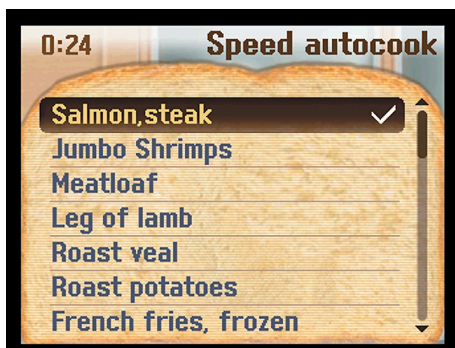 0:24 Speed autocook
Salmon,steak
Jumbo Shrimps
Meatloaf
Leg of lamb
Roast veal
Roast potatoes
French fries, frozen